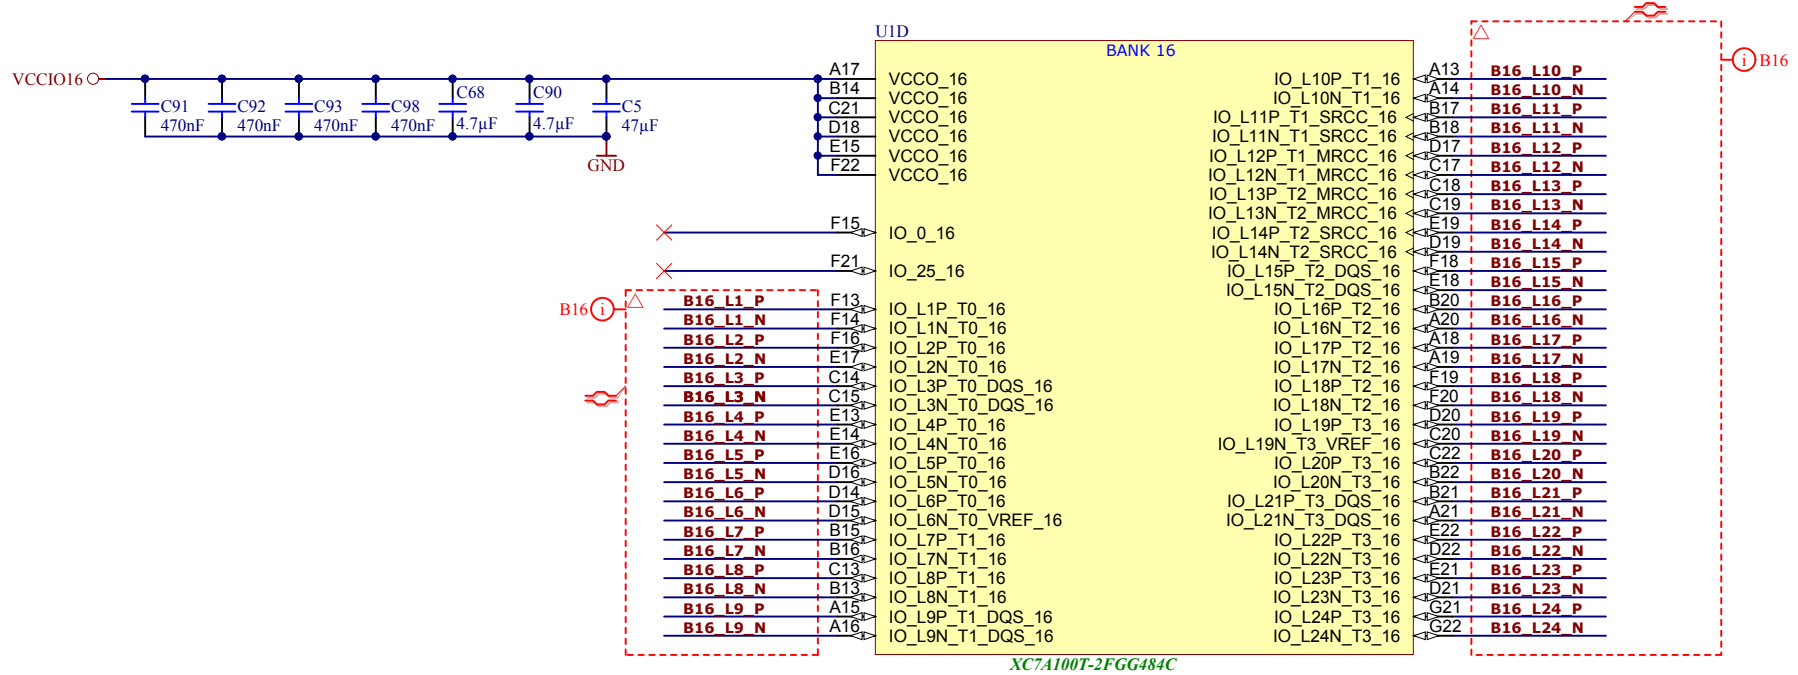 U1D
BANK 16
VCCIO16
C91
470nF
C92
470nF
C93
470nF
C98
470nF
C68
4.7µF
C90
4.7µF
C5
47µF
GND
A17 VCCO_16
B14 VCCO_16
C21 VCCO_16
D18 VCCO_16
E15 VCCO_16
F22 VCCO_16
F15 IO_0_16
F21 IO_25_16
B16 i
B16_L1_P F13 IO_L1P_T0_16
B16_L1_N F14 IO_L1N_T0_16
B16_L2_P F16 IO_L2P_T0_16
B16_L2_N E17 IO_L2N_T0_16
B16_L3_P C14 IO_L3P_T0_DQS_16
B16_L3_N C15 IO_L3N_T0_DQS_16
B16_L4_P E13 IO_L4P_T0_16
B16_L4_N E14 IO_L4N_T0_16
B16_L5_P E16 IO_L5P_T0_16
B16_L5_N D16 IO_L5N_T0_16
B16_L6_P D14 IO_L6P_T0_16
B16_L6_N D15 IO_L6N_T0_VREF_16
B16_L7_P B15 IO_L7P_T1_16
B16_L7_N B16 IO_L7N_T1_16
B16_L8_P C13 IO_L8P_T1_16
B16_L8_N B13 IO_L8N_T1_16
B16_L9_P A15 IO_L9P_T1_DQS_16
B16_L9_N A16 IO_L9N_T1_DQS_16
IO_L10P_T1_16 A13 B16_L10_P
IO_L10N_T1_16 A14 B16_L10_N
IO_L11P_T1_SRCC_16 B17 B16_L11_P
IO_L11N_T1_SRCC_16 B18 B16_L11_N
IO_L12P_T1_MRCC_16 D17 B16_L12_P
IO_L12N_T1_MRCC_16 C17 B16_L12_N
IO_L13P_T2_MRCC_16 C18 B16_L13_P
IO_L13N_T2_MRCC_16 C19 B16_L13_N
IO_L14P_T2_SRCC_16 E19 B16_L14_P
IO_L14N_T2_SRCC_16 D19 B16_L14_N
IO_L15P_T2_DQS_16 F18 B16_L15_P
IO_L15N_T2_DQS_16 E18 B16_L15_N
IO_L16P_T2_16 B20 B16_L16_P
IO_L16N_T2_16 A20 B16_L16_N
IO_L17P_T2_16 A18 B16_L17_P
IO_L17N_T2_16 A19 B16_L17_N
IO_L18P_T2_16 F19 B16_L18_P
IO_L18N_T2_16 F20 B16_L18_N
IO_L19P_T3_16 D20 B16_L19_P
IO_L19N_T3_VREF_16 C20 B16_L19_N
IO_L20P_T3_16 C22 B16_L20_P
IO_L20N_T3_16 B22 B16_L20_N
IO_L21P_T3_DQS_16 B21 B16_L21_P
IO_L21N_T3_DQS_16 A21 B16_L21_N
IO_L22P_T3_16 E22 B16_L22_P
IO_L22N_T3_16 D22 B16_L22_N
IO_L23P_T3_16 E21 B16_L23_P
IO_L23N_T3_16 D21 B16_L23_N
IO_L24P_T3_16 G21 B16_L24_P
IO_L24N_T3_16 G22 B16_L24_N
i B16
XC7A100T-2FGG484C